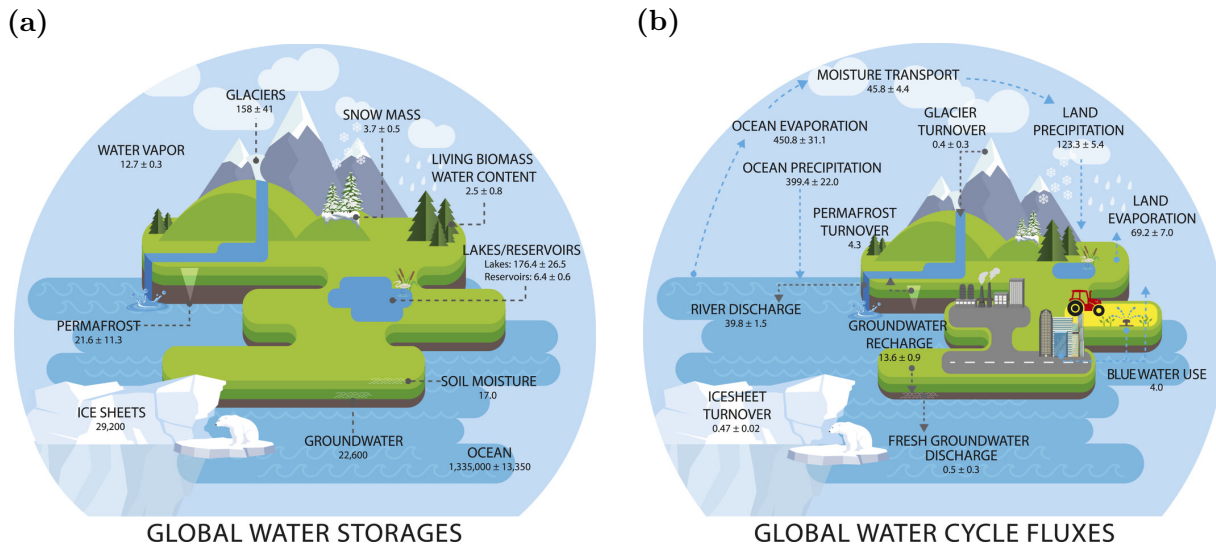 (a)
GLACIERS
158 ± 41
SNOW MASS
3.7 ± 0.5
WATER VAPOR
12.7 ± 0.3
LIVING BIOMASS
WATER CONTENT
2.5 ± 0.8
LAKES/RESERVOIRS
Lakes: 176.4 ± 26.5
Reservoirs: 6.4 ± 0.6
PERMAFROST
21.6 ± 11.3
SOIL MOISTURE
17.0
ICE SHEETS
29,200
GROUNDWATER
22,600
OCEAN
1,335,000 ± 13,350
GLOBAL WATER STORAGES
(b)
MOISTURE TRANSPORT
45.8 ± 4.4
OCEAN EVAPORATION
450.8 ± 31.1
GLACIER
TURNOVER
0.4 ± 0.3
LAND
PRECIPITATION
123.3 ± 5.4
OCEAN PRECIPITATION
399.4 ± 22.0
PERMAFROST
TURNOVER
4.3
LAND
EVAPORATION
69.2 ± 7.0
RIVER DISCHARGE
39.8 ± 1.5
GROUNDWATER
RECHARGE
13.6 ± 0.9
BLUE WATER USE
4.0
ICESHEET
TURNOVER
0.47 ± 0.02
FRESH GROUNDWATER
DISCHARGE
0.5 ± 0.3
GLOBAL WATER CYCLE FLUXES